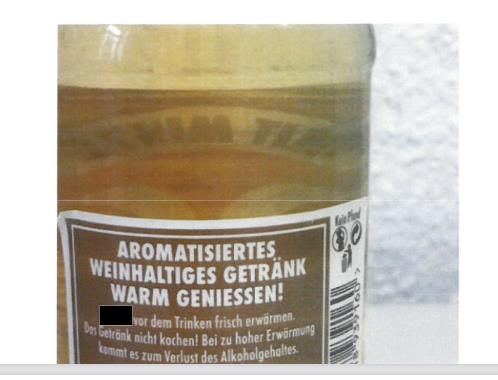 Kein Pfand
AROMATISIERTES
WEINHALTIGES GETRÄNK
WARM GENIESSEN!
vor dem Trinken frisch erwärmen.
Das Getränk nicht kochen! Bei zu hoher Erwärmung
kommt es zum Verlust des Alkoholgehaltes.